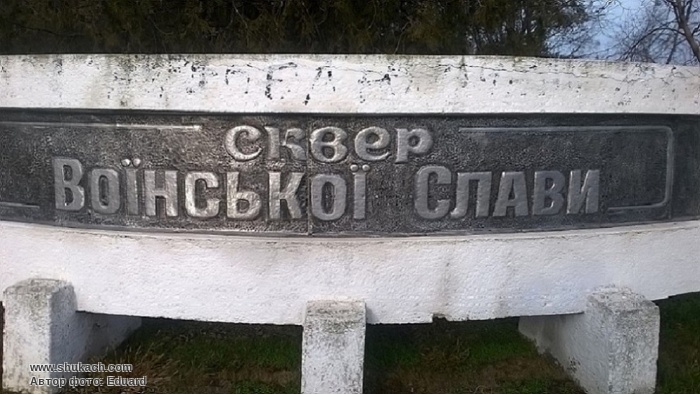 сквер
Воїнської Слави
www.shukach.com
Автор фото: Eduard